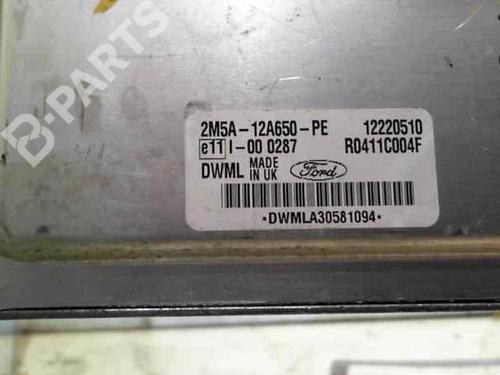 B-PARTS
2M5A-12A650-PE 12220510
e11 I-00 0287 R0411C004F
DWML MADE IN UK Ford
·DWMLA30581094·